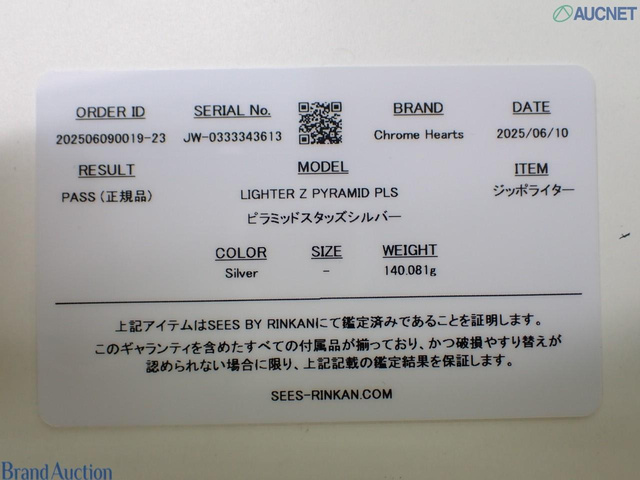 AUCNET
ORDER ID
202506090019-23
SERIAL No.
JW-0333343613
BRAND
Chrome Hearts
DATE
2025/06/10
RESULT
PASS（正規品）
MODEL
LIGHTER Z PYRAMID PLS
ピラミッドスタッズシルバー
ITEM
ジッポライター
COLOR
Silver
SIZE
-
WEIGHT
140.081g
上記アイテムはSEES BY RINKANにて鑑定済みであることを証明します。
このギャランティを含めたすべての付属品が揃っており、かつ破損やすり替えが
認められない場合に限り、上記記載の鑑定結果を保証します。
SEES-RINKAN.COM
Brand Auction